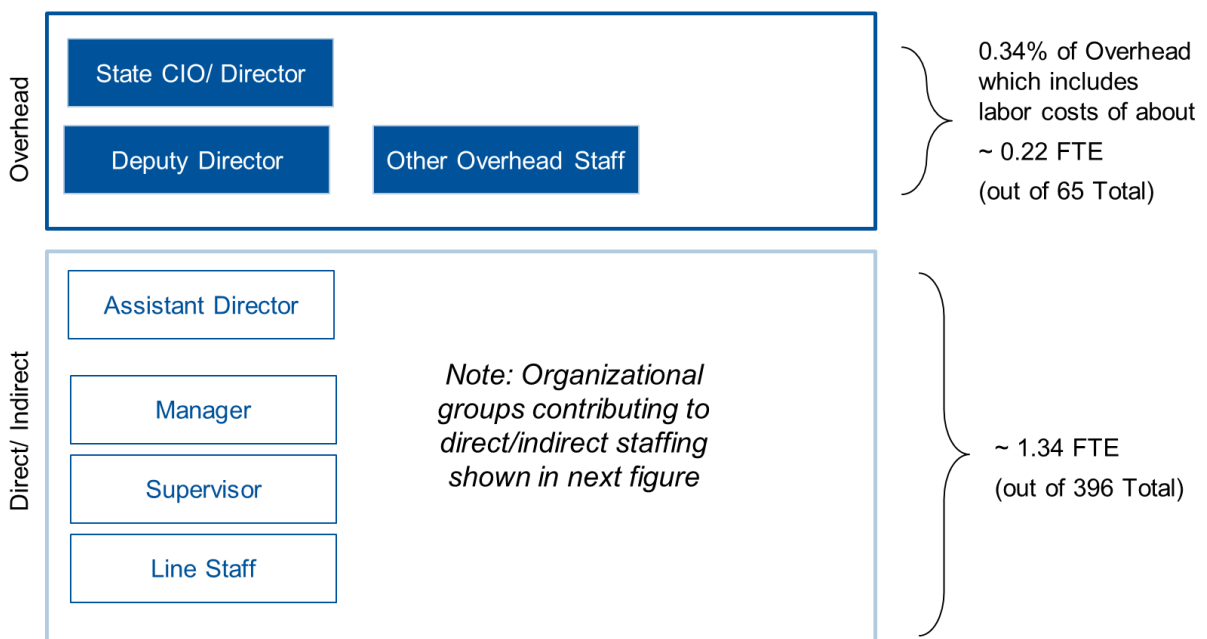 Overhead
State CIO/ Director
Deputy Director
Other Overhead Staff
0.34% of Overhead
which includes
labor costs of about
~ 0.22 FTE
(out of 65 Total)
Direct/ Indirect
Assistant Director
Manager
Supervisor
Line Staff
Note: Organizational
groups contributing to
direct/indirect staffing
shown in next figure
~ 1.34 FTE
(out of 396 Total)